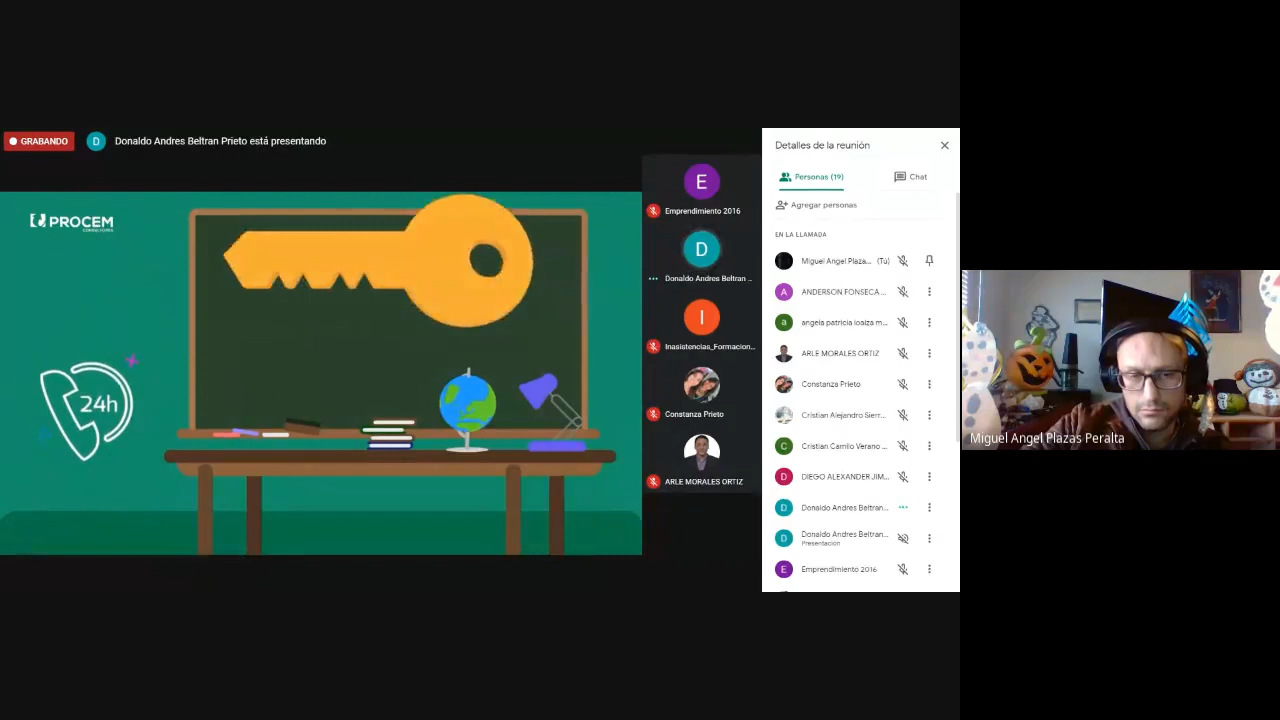 GRABANDO
D
Donaldo Andres Beltran Prieto está presentando
PROCEM
24h
E
Emprendimiento 2016
D
Donaldo Andres Beltran ..
I
Inasistencias_Formacion...
Constanza Prieto
ARLE MORALES ORTIZ
Detalles de la reunión
Personas (19)
Chat
Agregar personas
EN LA LLAMADA
Miguel Angel Plaza... (Tú)
A
ANDERSON FONSECA ...
a
angela patricia loaiza m...
ARLE MORALES ORTIZ
Constanza Prieto
Cristian Alejandro Sierr...
C
Cristian Camilo Verano ...
D
DIEGO ALEXANDER JIM...
D
Donaldo Andres Beltran...
D
Donaldo Andres Beltran...
Presentación
E
Emprendimiento 2016
Miguel Angel Plazas Peralta